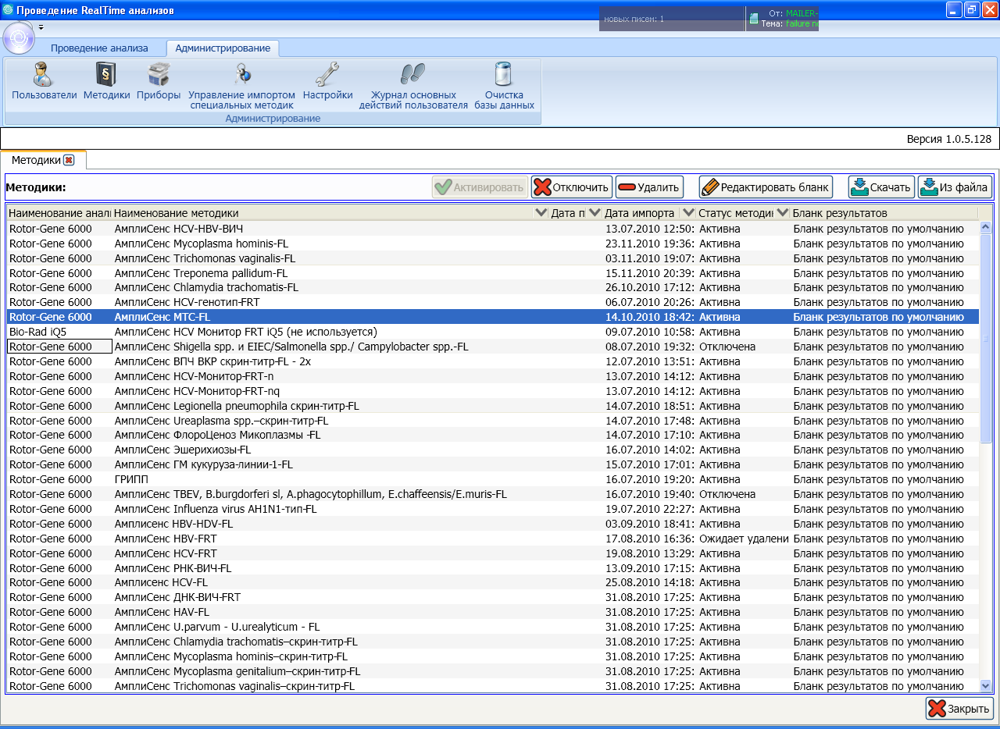 Проведение RealTime анализов
новых писем: 1
От: MAILER-
Тема: failure no
Проведение анализа Администрирование
Пользователи Методики Приборы Управление импортом специальных методик Настройки Журнал основных действий пользователя Очистка базы данных
Администрирование
Версия 1.0.5.128
Методики
Методики: Активировать Отключить Удалить Редактировать бланк Скачать Из файла
Наименование анали Наименование методики Дата п Дата импорта Статус методин Бланк результатов
Rotor-Gene 6000 АмплиСенс HCV-HBV-ВИЧ 13.07.2010 12:50: Активна Бланк результатов по умолчанию
Rotor-Gene 6000 АмплиСенс Mycoplasma hominis-FL 23.11.2010 19:36: Активна Бланк результатов по умолчанию
Rotor-Gene 6000 АмплиСенс Trichomonas vaginalis-FL 03.11.2010 19:07: Активна Бланк результатов по умолчанию
Rotor-Gene 6000 АмплиСенс Treponema pallidum-FL 15.11.2010 20:39: Активна Бланк результатов по умолчанию
Rotor-Gene 6000 АмплиСенс Chlamydia trachomatis-FL 26.10.2010 17:12: Активна Бланк результатов по умолчанию
Rotor-Gene 6000 АмплиСенс HCV-генотип-FRT 06.07.2010 20:26: Активна Бланк результатов по умолчанию
Rotor-Gene 6000 АмплиСенс МТС-FL 14.10.2010 18:42: Активна Бланк результатов по умолчанию
Bio-Rad iQ5 АмплиСенс HCV Монитор FRT iQ5 (не используется) 09.07.2010 10:58: Активна Бланк результатов по умолчанию
Rotor-Gene 6000 АмплиСенс Shigella spp. и EIEC/Salmonella spp./ Campylobacter spp.-FL 08.07.2010 19:32: Отключена Бланк результатов по умолчанию
Rotor-Gene 6000 АмплиСенс ВПЧ ВКР скрин-титр-FL - 2x 12.07.2010 13:51: Активна Бланк результатов по умолчанию
Rotor-Gene 6000 АмплиСенс HCV-Монитор-FRT-n 13.07.2010 14:12: Активна Бланк результатов по умолчанию
Rotor-Gene 6000 АмплиСенс HCV-Монитор-FRT-nq 13.07.2010 14:12: Активна Бланк результатов по умолчанию
Rotor-Gene 6000 АмплиСенс Legionella pneumophila скрин-титр-FL 14.07.2010 18:51: Активна Бланк результатов по умолчанию
Rotor-Gene 6000 АмплиСенс Ureaplasma spp.–скрин-титр-FL 14.07.2010 17:48: Активна Бланк результатов по умолчанию
Rotor-Gene 6000 АмплиСенс ФлороЦеноз Микоплазмы -FL 14.07.2010 17:10: Активна Бланк результатов по умолчанию
Rotor-Gene 6000 АмплиСенс Эшерихиозы-FL 16.07.2010 14:02: Активна Бланк результатов по умолчанию
Rotor-Gene 6000 АмплиСенс ГМ кукуруза-линии-1-FL 15.07.2010 17:01: Активна Бланк результатов по умолчанию
Rotor-Gene 6000 ГРИПП 16.07.2010 19:20: Активна Бланк результатов по умолчанию
Rotor-Gene 6000 АмплиСенс TBEV, B.burgdorferi sl, A.phagocytophillum, E.chaffeensis/E.muris-FL 16.07.2010 19:40: Отключена Бланк результатов по умолчанию
Rotor-Gene 6000 АмплиСенс Influenza virus AH1N1-тип-FL 19.07.2010 22:27: Активна Бланк результатов по умолчанию
Rotor-Gene 6000 Амплисенс HBV-HDV-FL 03.09.2010 18:41: Активна Бланк результатов по умолчанию
Rotor-Gene 6000 АмплиСенс HBV-FRT 17.08.2010 16:36: Ожидает удалени Бланк результатов по умолчанию
Rotor-Gene 6000 АмплиСенс HCV-FRT 19.08.2010 13:29: Активна Бланк результатов по умолчанию
Rotor-Gene 6000 АмплиСенс РНК-ВИЧ-FL 13.09.2010 17:15: Активна Бланк результатов по умолчанию
Rotor-Gene 6000 Амплисенс HCV-FL 25.08.2010 14:18: Активна Бланк результатов по умолчанию
Rotor-Gene 6000 АмплиСенс ДНК-ВИЧ-FRT 31.08.2010 17:25: Активна Бланк результатов по умолчанию
Rotor-Gene 6000 АмплиСенс HAV-FL 31.08.2010 17:25: Активна Бланк результатов по умолчанию
Rotor-Gene 6000 АмплиСенс U.parvum - U.urealyticum - FL 31.08.2010 17:25: Активна Бланк результатов по умолчанию
Rotor-Gene 6000 АмплиСенс Chlamydia trachomatis–скрин-титр-FL 31.08.2010 17:25: Активна Бланк результатов по умолчанию
Rotor-Gene 6000 АмплиСенс Mycoplasma hominis–скрин-титр-FL 31.08.2010 17:25: Активна Бланк результатов по умолчанию
Rotor-Gene 6000 АмплиСенс Mycoplasma genitalium–скрин-титр-FL 31.08.2010 17:25: Активна Бланк результатов по умолчанию
Rotor-Gene 6000 АмплиСенс Trichomonas vaginalis–скрин-титр-FL 31.08.2010 17:25: Активна Бланк результатов по умолчанию
Закрыть